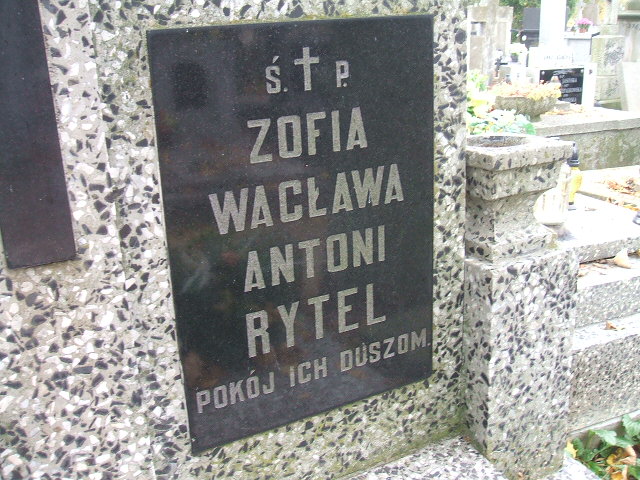 Ś. † P.
ZOFIA
WACŁAWA
ANTONI
RYTEL
POKÓJ ICH DUSZOM.